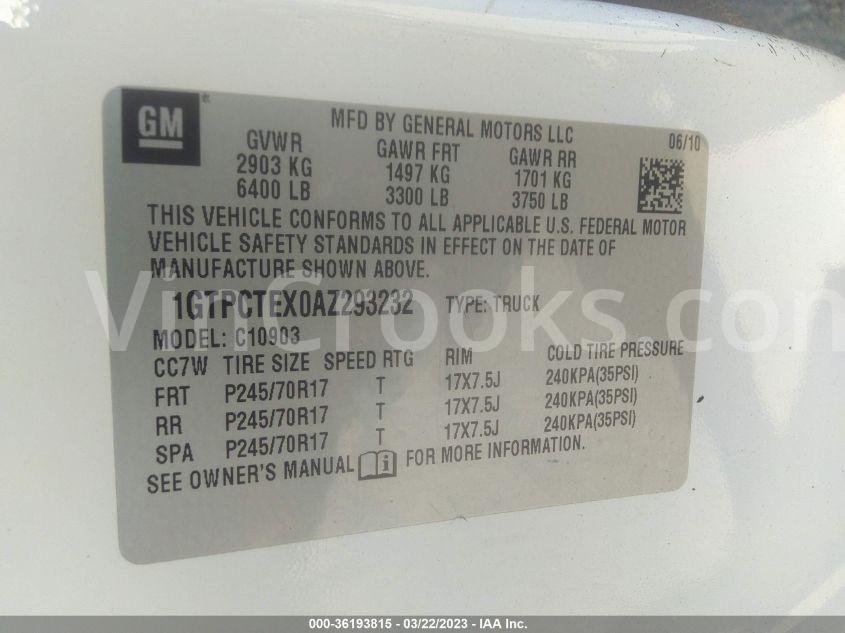 GM
MFD BY GENERAL MOTORS LLC
06/10
GVWR GAWR FRT GAWR RR
2903 KG 1497 KG 1701 KG
6400 LB 3300 LB 3750 LB
THIS VEHICLE CONFORMS TO ALL APPLICABLE U.S. FEDERAL MOTOR
VEHICLE SAFETY STANDARDS IN EFFECT ON THE DATE OF
MANUFACTURE SHOWN ABOVE.
1GTPCTEX0AZ293232 TYPE: TRUCK
VinCrooks.com
MODEL: C10903
CC7W TIRE SIZE SPEED RTG RIM COLD TIRE PRESSURE
FRT P245/70R17 T 17X7.5J 240KPA(35PSI)
RR P245/70R17 T 17X7.5J 240KPA(35PSI)
SPA P245/70R17 T 17X7.5J 240KPA(35PSI)
SEE OWNER'S MANUAL i FOR MORE INFORMATION.
000-36193815 - 03/22/2023 - IAA Inc.